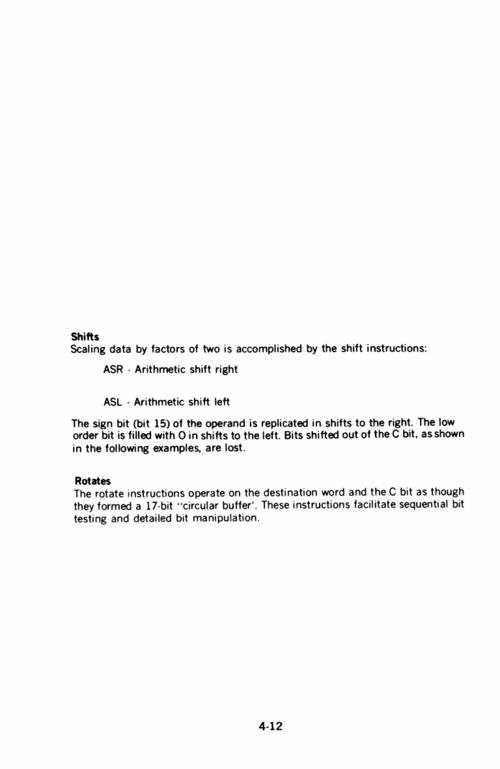 Shifts
Scaling data by factors of two is accomplished by the shift instructions:
ASR - Arithmetic shift right
ASL - Arithmetic shift left
The sign bit (bit 15) of the operand is replicated in shifts to the right. The low
order bit is filled with 0 in shifts to the left. Bits shifted out of the C bit, as shown
in the following examples, are lost.
Rotates
The rotate instructions operate on the destination word and the C bit as though
they formed a 17-bit "circular buffer'. These instructions facilitate sequential bit
testing and detailed bit manipulation.
4-12